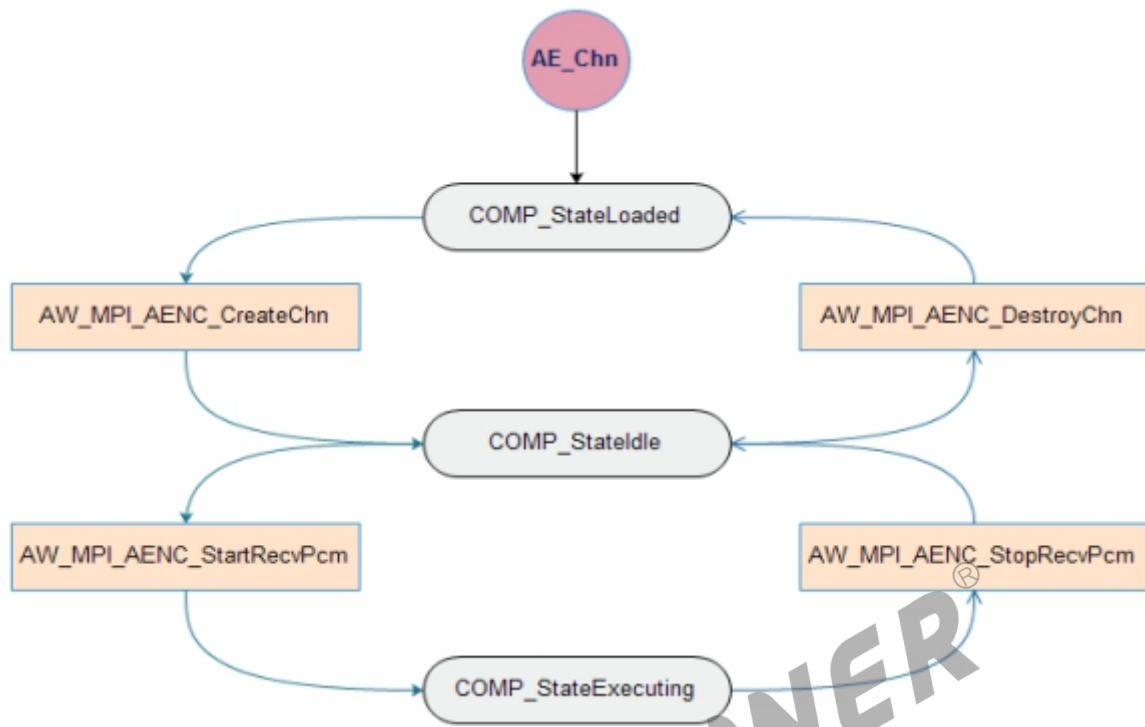 AE_Chn
COMP_StateLoaded
AW_MPI_AENC_CreateChn
AW_MPI_AENC_DestroyChn
COMP_StateIdle
AW_MPI_AENC_StartRecvPcm
AW_MPI_AENC_StopRecvPcm
COMP_StateExecuting